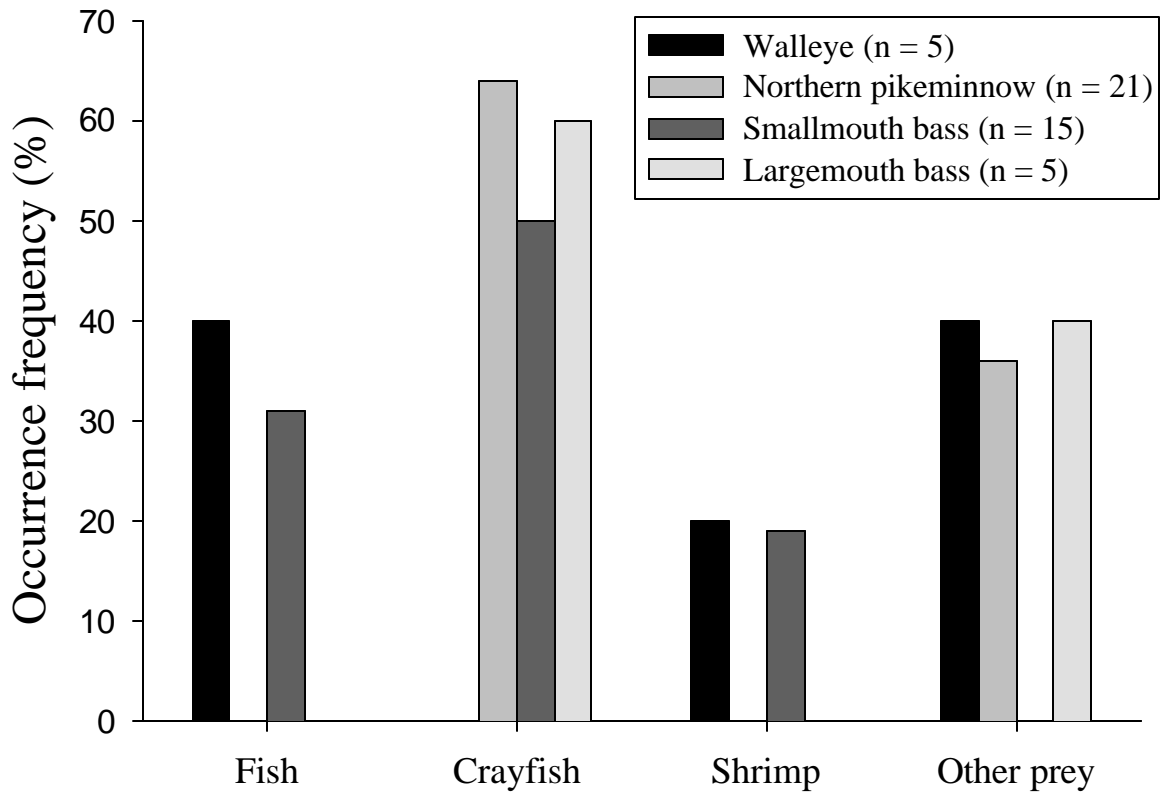 Occurrence frequency (%)
70
60
50
40
30
20
10
0
Walleye (n = 5)
Northern pikeminnow (n = 21)
Smallmouth bass (n = 15)
Largemouth bass (n = 5)
Fish
Crayfish
Shrimp
Other prey